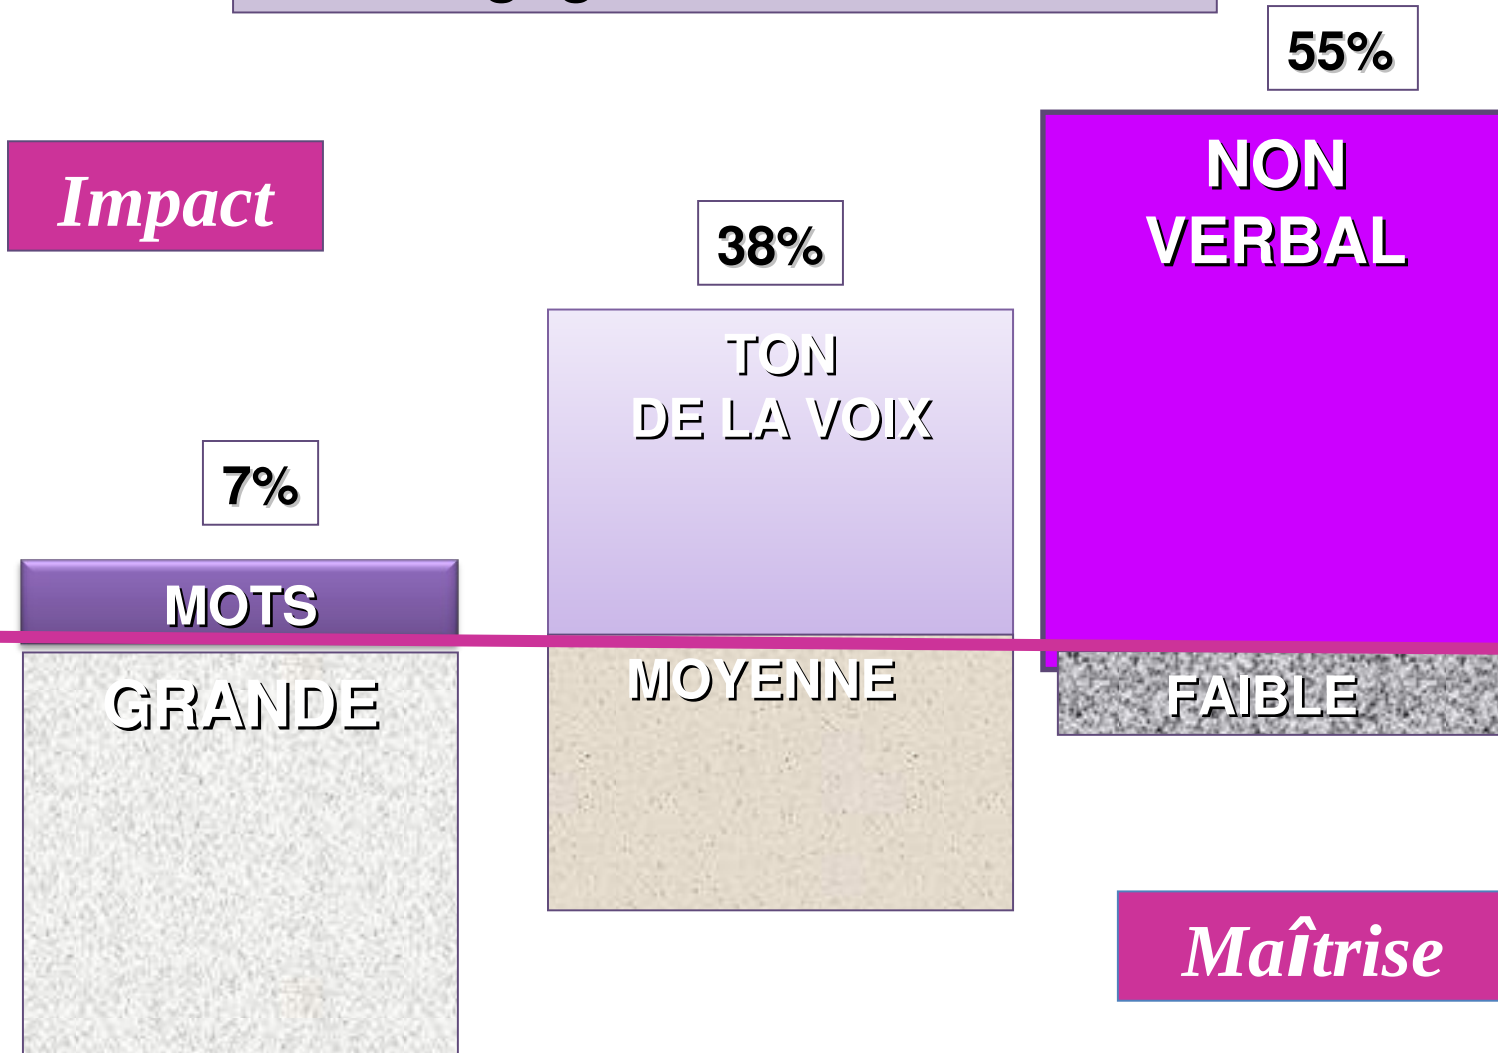 55%
NON
VERBAL
Impact
38%
TON
DE LA VOIX
7%
MOTS
GRANDE
MOYENNE
FAIBLE
Maîtrise